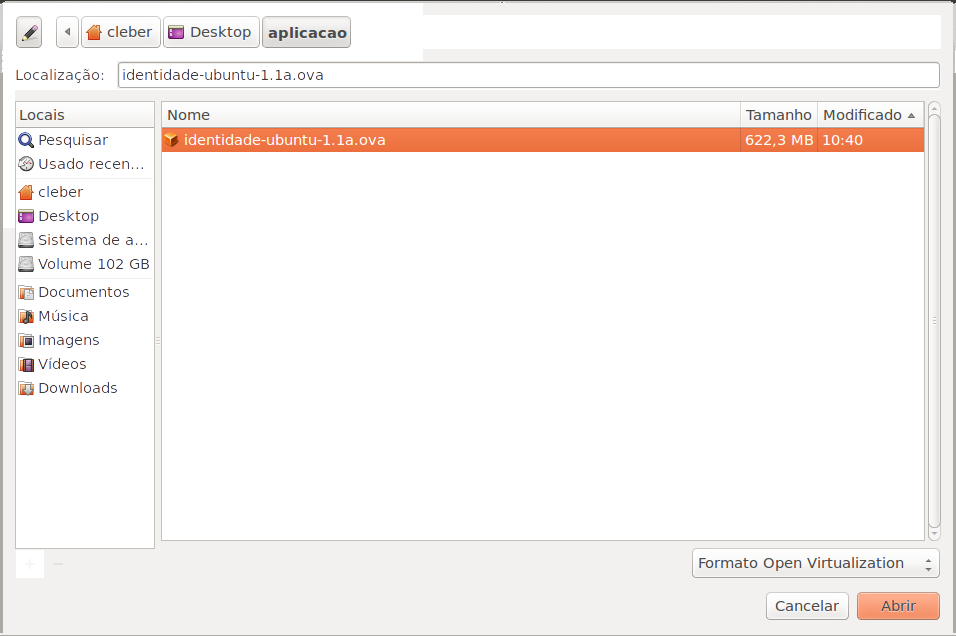 cleber Desktop aplicacao
Localização: identidade-ubuntu-1.1a.ova
Locais
Pesquisar
Usado recen...
cleber
Desktop
Sistema de a...
Volume 102 GB
Documentos
Música
Imagens
Vídeos
Downloads
Nome Tamanho Modificado
identidade-ubuntu-1.1a.ova 622,3 MB 10:40
Formato Open Virtualization
Cancelar Abrir